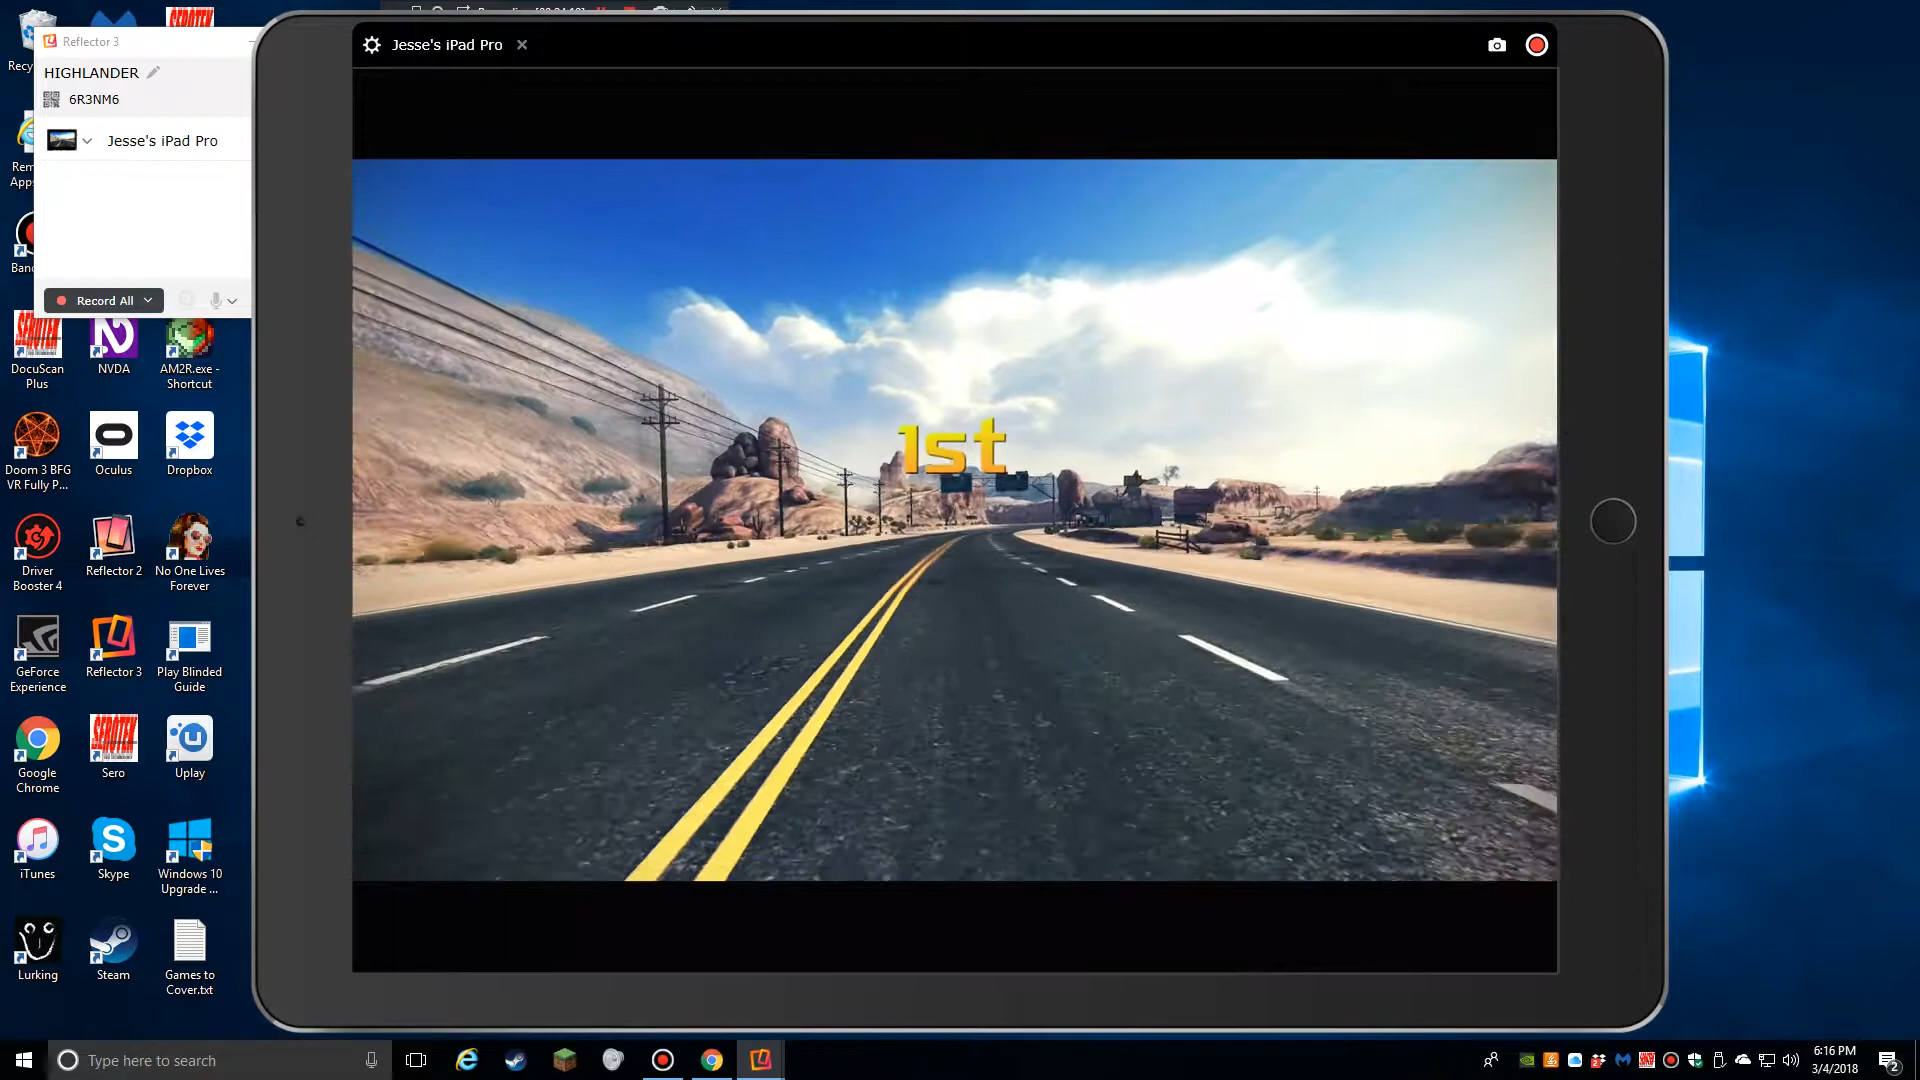 Reflector 3
HIGHLANDER
6R3NM6
Jesse's iPad Pro
Record All
Jesse's iPad Pro
1st
SEROTEK
DocuScan
Plus
NVDA
AM2R.exe -
Shortcut
Doom 3 BFG
VR Fully P...
Oculus
Dropbox
Driver
Booster 4
Reflector 2
No One Lives
Forever
GeForce
Experience
Reflector 3
Play Blinded
Guide
Google
Chrome
SEROTEK
Sero
Uplay
iTunes
Skype
Windows 10
Upgrade ...
Lurking
Steam
Games to
Cover.txt
Type here to search
6:16 PM
3/4/2018
2